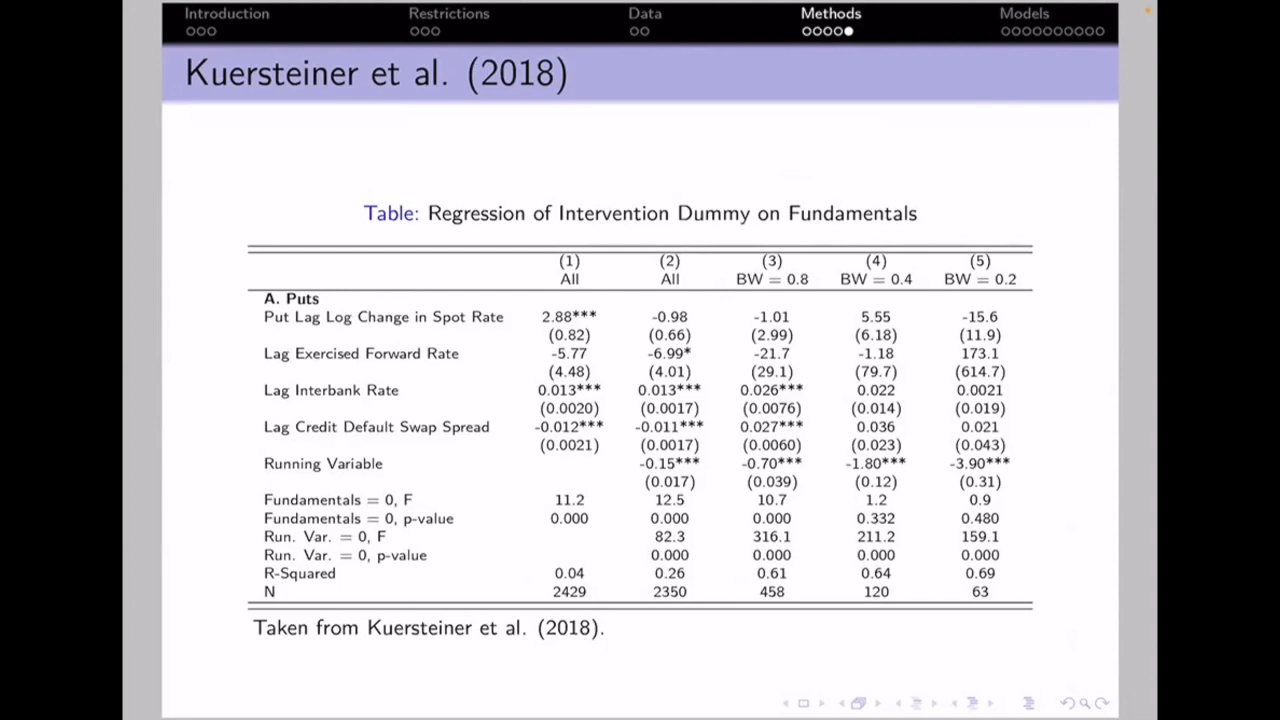 Introduction Restrictions Data Methods Models
Kuersteiner et al. (2018)
Table: Regression of Intervention Dummy on Fundamentals
(1) (2) (3) (4) (5)
All All BW = 0.8 BW = 0.4 BW = 0.2
A. Puts
Put Lag Log Change in Spot Rate 2.88*** -0.98 -1.01 5.55 -15.6
(0.82) (0.66) (2.99) (6.18) (11.9)
Lag Exercised Forward Rate -5.77 -6.99* -21.7 -1.18 173.1
(4.48) (4.01) (29.1) (79.7) (614.7)
Lag Interbank Rate 0.013*** 0.013*** 0.026*** 0.022 0.0021
(0.0020) (0.0017) (0.0076) (0.014) (0.019)
Lag Credit Default Swap Spread -0.012*** -0.011*** 0.027*** 0.036 0.021
(0.0021) (0.0017) (0.0060) (0.023) (0.043)
Running Variable -0.15*** -0.70*** -1.80*** -3.90***
(0.017) (0.039) (0.12) (0.31)
Fundamentals = 0, F 11.2 12.5 10.7 1.2 0.9
Fundamentals = 0, p-value 0.000 0.000 0.000 0.332 0.480
Run. Var. = 0, F 82.3 316.1 211.2 159.1
Run. Var. = 0, p-value 0.000 0.000 0.000 0.000
R-Squared 0.04 0.26 0.61 0.64 0.69
N 2429 2350 458 120 63
Taken from Kuersteiner et al. (2018).